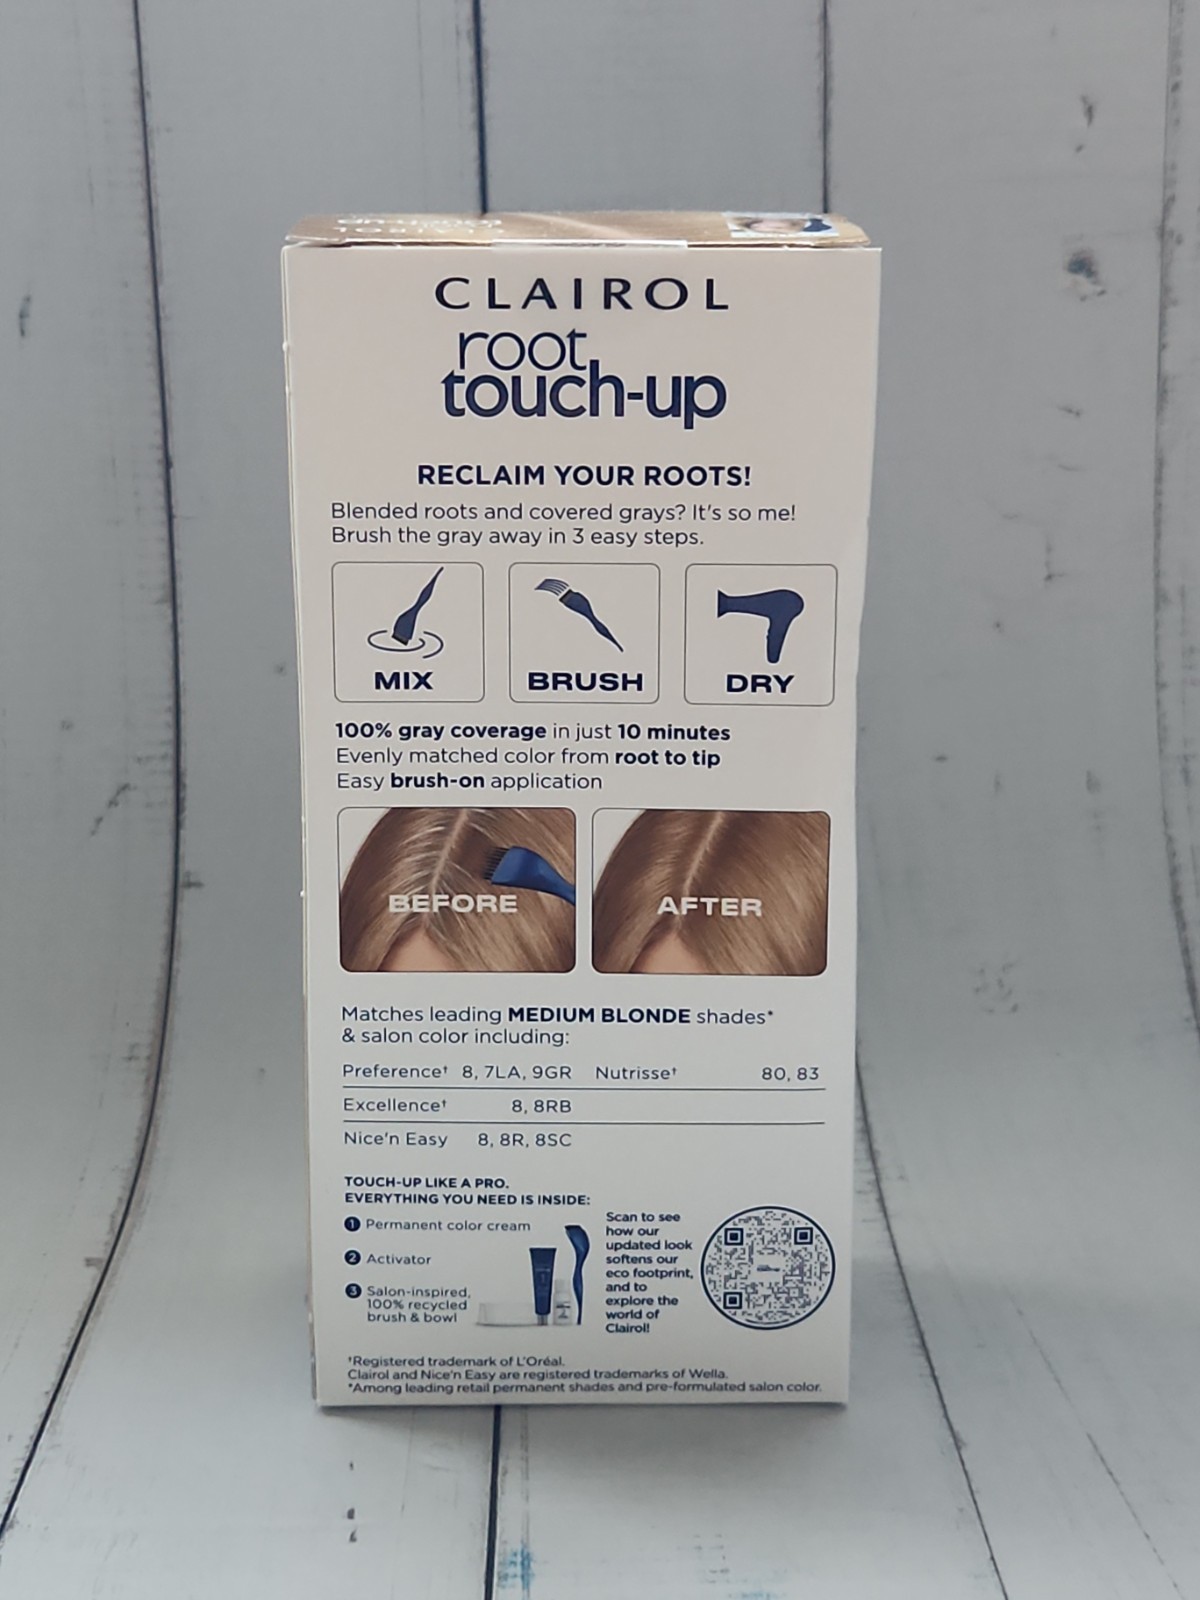 CLAIROL
root
touch-up
RECLAIM YOUR ROOTS!
Blended roots and covered grays? It's so me!
Brush the gray away in 3 easy steps.
MIX
BRUSH
DRY
100% gray coverage in just 10 minutes
Evenly matched color from root to tip
Easy brush-on application
BEFORE
AFTER
Matches leading MEDIUM BLONDE shades*
& salon color including:
Preference† 8, 7LA, 9GR Nutrisse† 80, 83
Excellence† 8, 8RB
Nice'n Easy 8, 8R, 8SC
TOUCH-UP LIKE A PRO.
EVERYTHING YOU NEED IS INSIDE:
1 Permanent color cream
2 Activator
3 Salon-inspired,
100% recycled
brush & bowl
Scan to see
how our
updated look
softens our
eco footprint,
and to
explore the
world of
Clairol!
†Registered trademark of L'Oréal.
Clairol and Nice'n Easy are registered trademarks of Wella.
*Among leading retail permanent shades and pre-formulated salon color.